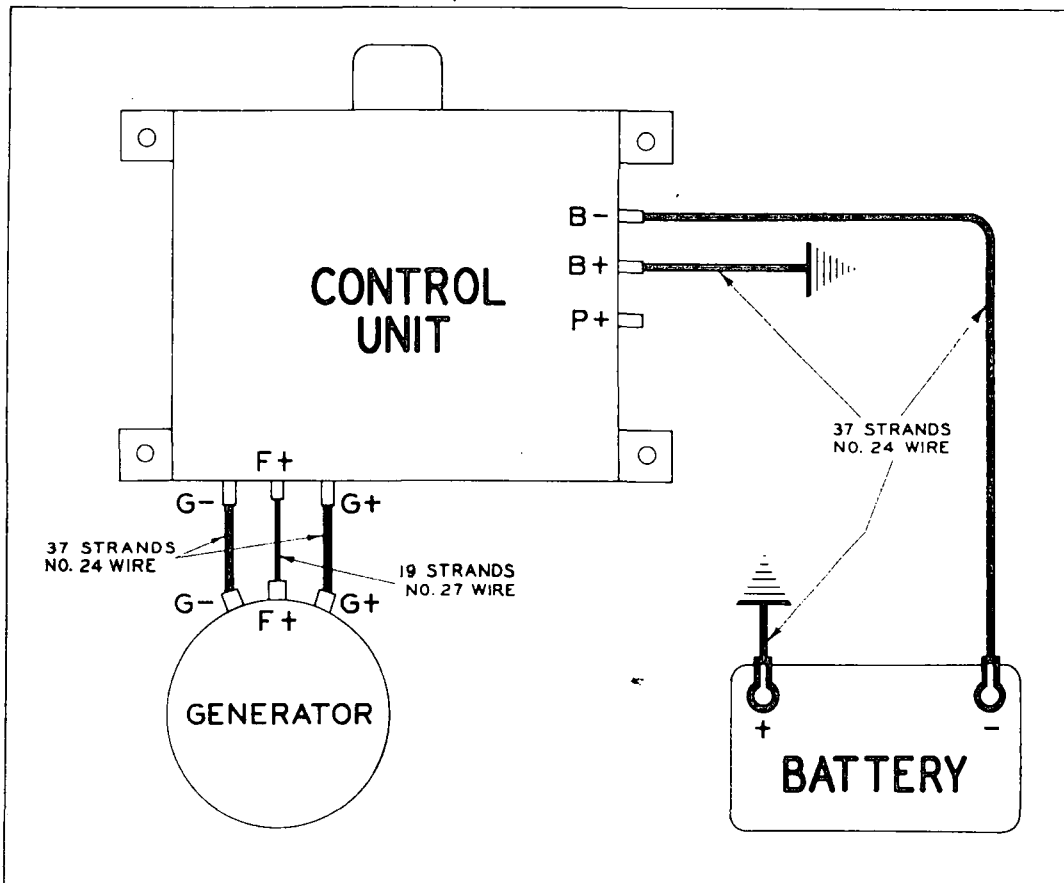 B-
B+
P+
CONTROL
UNIT
37 STRANDS
NO. 24 WIRE
F+
G-
G+
37 STRANDS
NO. 24 WIRE
19 STRANDS
NO. 27 WIRE
G-
F+
G+
GENERATOR
+
-
BATTERY